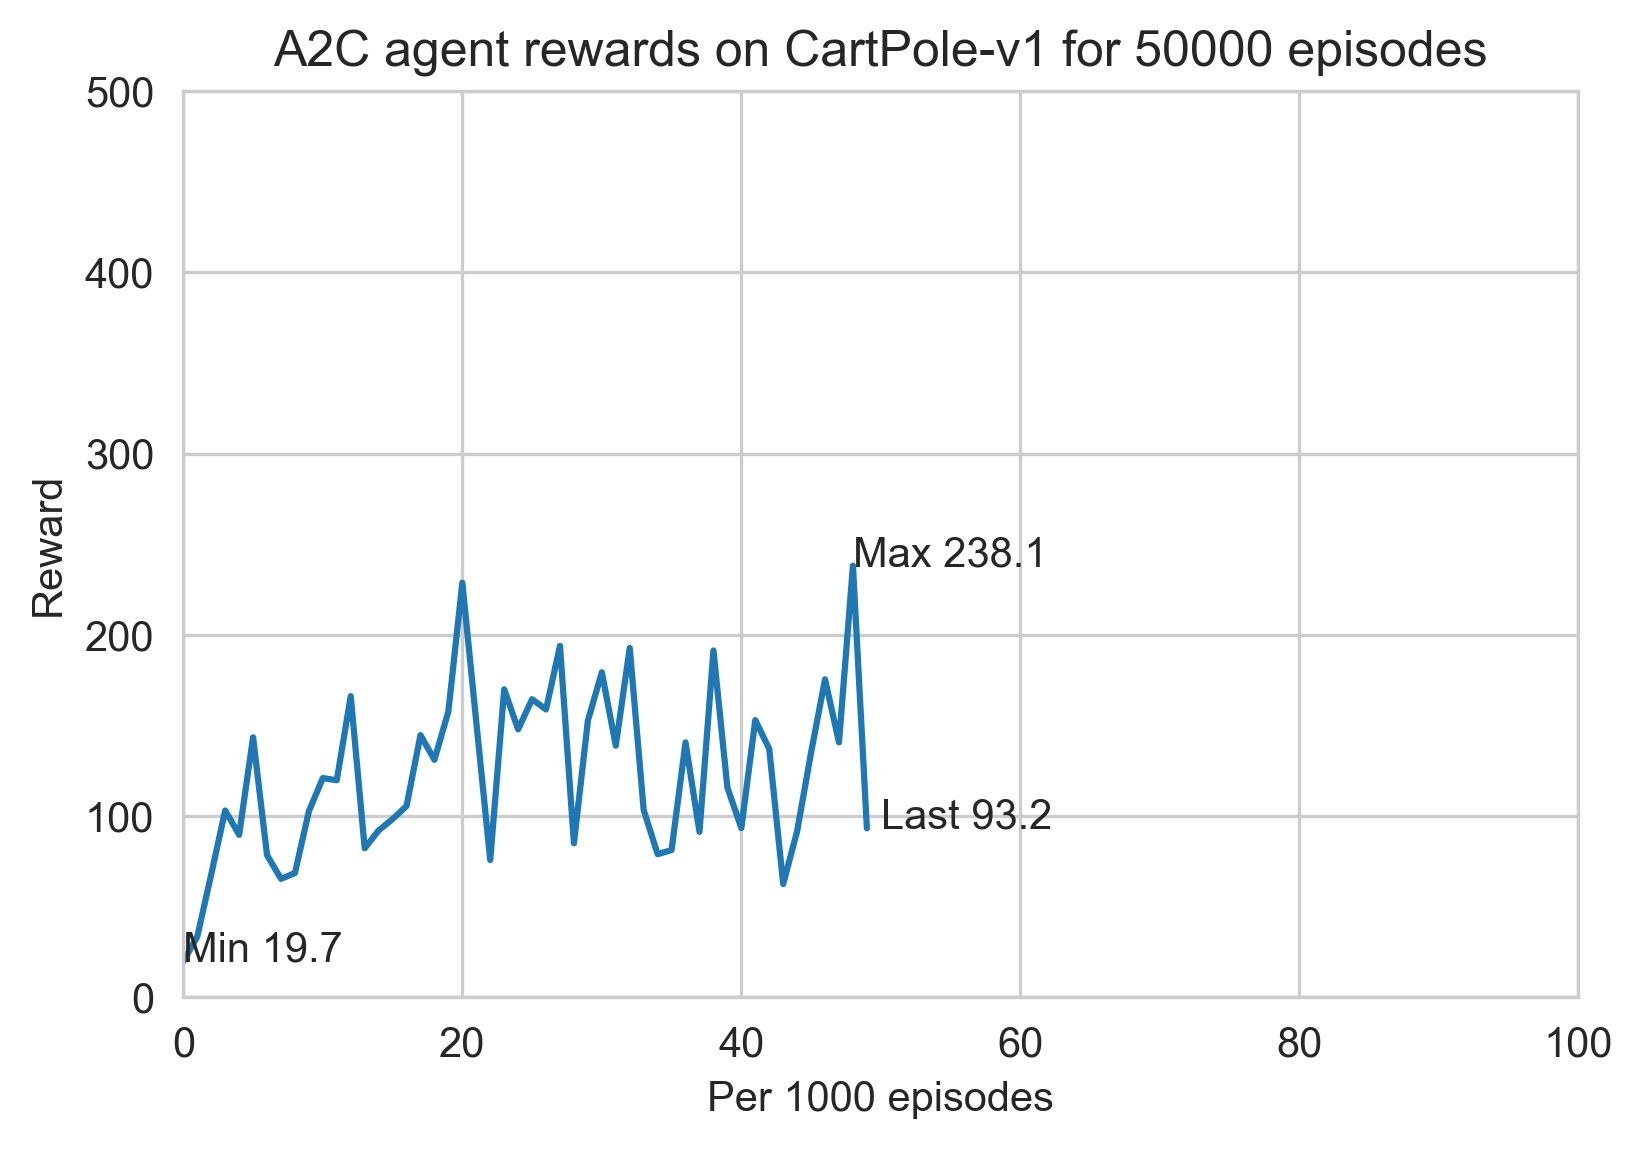 A2C agent rewards on CartPole-v1 for 50000 episodes
500
400
300
200
100
0
Reward
Max 238.1
Last 93.2
Min 19.7
0 20 40 60 80 100
Per 1000 episodes